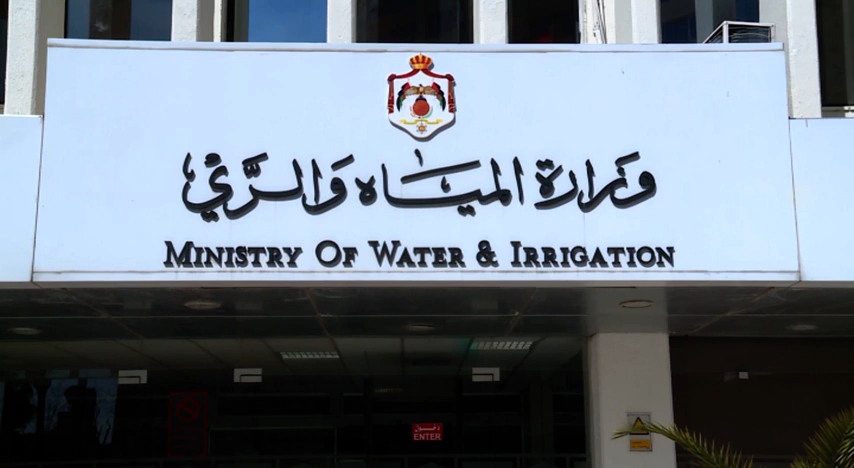 وزارة المياه والري
MINISTRY OF WATER & IRRIGATION
دخول
ENTER